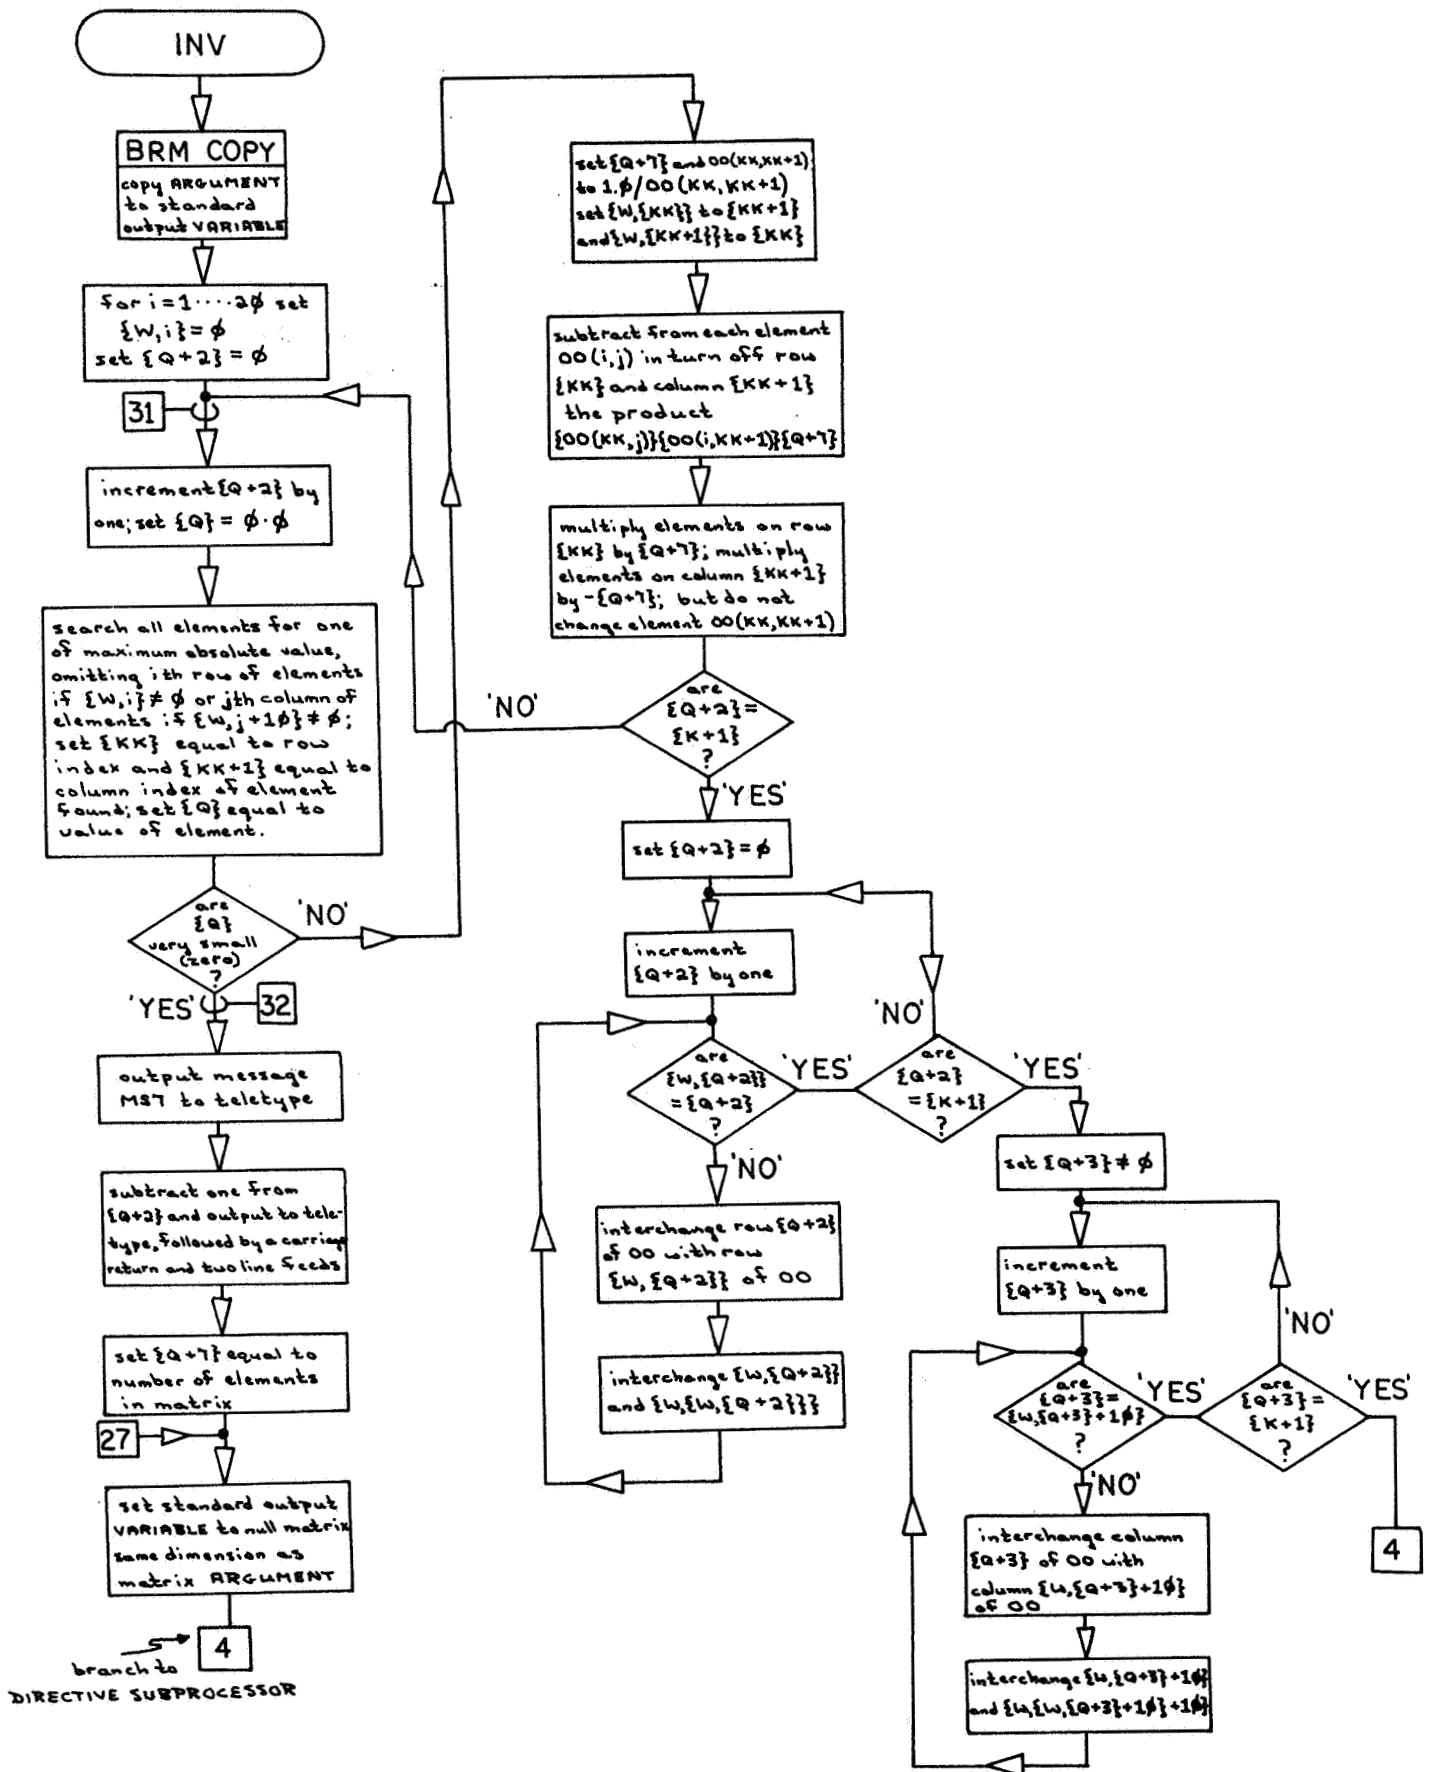 INV
BRM COPY
copy ARGUMENT
to standard
output VARIABLE
for i = 1 ···· 2φ set
{W,i} = φ
set {Q+2} = φ
31
increment {Q+2} by
one; set {Q} = φ·φ
search all elements for one
of maximum absolute value,
omitting ith row of elements
if {W,i} ≠ φ or jth column of
elements if {W,j+1φ} ≠ φ;
set {KK} equal to row
index and {KK+1} equal to
column index of element
found; set {Q} equal to
value of element.
are
{Q}
very small
(zero)
?
'NO'
'YES'
32
output message
MS7 to teletype
subtract one from
{Q+2} and output to tele-
type, followed by a carriage
return and two line feeds
set {Q+7} equal to
number of elements
in matrix
27
set standard output
VARIABLE to null matrix
same dimension as
matrix ARGUMENT
4
branch to
DIRECTIVE SUBPROCESSOR
set {Q+7} and OO(KK,KK+1)
to 1.φ/OO(KK,KK+1)
set {W,{KK}} to {KK+1}
and {W,{KK+1}} to {KK}
subtract from each element
OO(i,j) in turn off row
{KK} and column {KK+1}
the product
{OO(KK,j)}{OO(i,KK+1)}{Q+7}
multiply elements on row
{KK} by {Q+7}; multiply
elements on column {KK+1}
by -{Q+7}; but do not
change element OO(KK,KK+1)
are
{Q+2} =
{K+1}
?
'NO'
'YES'
set {Q+2} = φ
increment
{Q+2} by one
are
{W,{Q+2}}
= {Q+2}
?
'YES'
'NO'
interchange row {Q+2}
of OO with row
{W,{Q+2}} of OO
interchange {W,{Q+2}}
and {W,{W,{Q+2}}}
'NO'
are
{Q+2}
= {K+1}
?
'YES'
set {Q+3} ≠ φ
increment
{Q+3} by one
are
{Q+3} =
{W,{Q+3}+1φ}
?
'YES'
'NO'
interchange column
{Q+3} of OO with
column {W,{Q+3}+1φ}
of OO
interchange {W,{Q+3}+1φ}
and {W,{W,{Q+3}+1φ}+1φ}
'NO'
are
{Q+3} =
{K+1}
?
'YES'
4